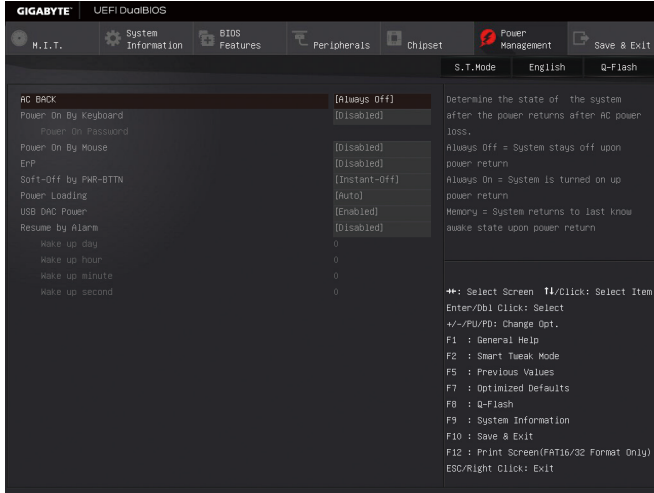 GIGABYTE™ UEFI DualBIOS
M.I.T. System Information BIOS Features Peripherals Chipset Power Management Save & Exit
S.T.Mode English Q-Flash
AC BACK [Always Off]
Power On By Keyboard [Disabled]
Power On Password
Power On By Mouse [Disabled]
ErP [Disabled]
Soft-Off by PWR-BTTN [Instant-Off]
Power Loading [Auto]
USB DAC Power [Enabled]
Resume by Alarm [Disabled]
Wake up day 0
Wake up hour 0
Wake up minute 0
Wake up second 0
Determine the state of the system
after the power returns after AC power
loss.
Always Off = System stays off upon
power return
Always On = System is turned on up
power return
Memory = System returns to last know
awake state upon power return
→←: Select Screen ↑↓/Click: Select Item
Enter/Dbl Click: Select
+/-/PU/PD: Change Opt.
F1 : General Help
F2 : Smart Tweak Mode
F5 : Previous Values
F7 : Optimized Defaults
F8 : Q-Flash
F9 : System Information
F10 : Save & Exit
F12 : Print Screen(FAT16/32 Format Only)
ESC/Right Click: Exit